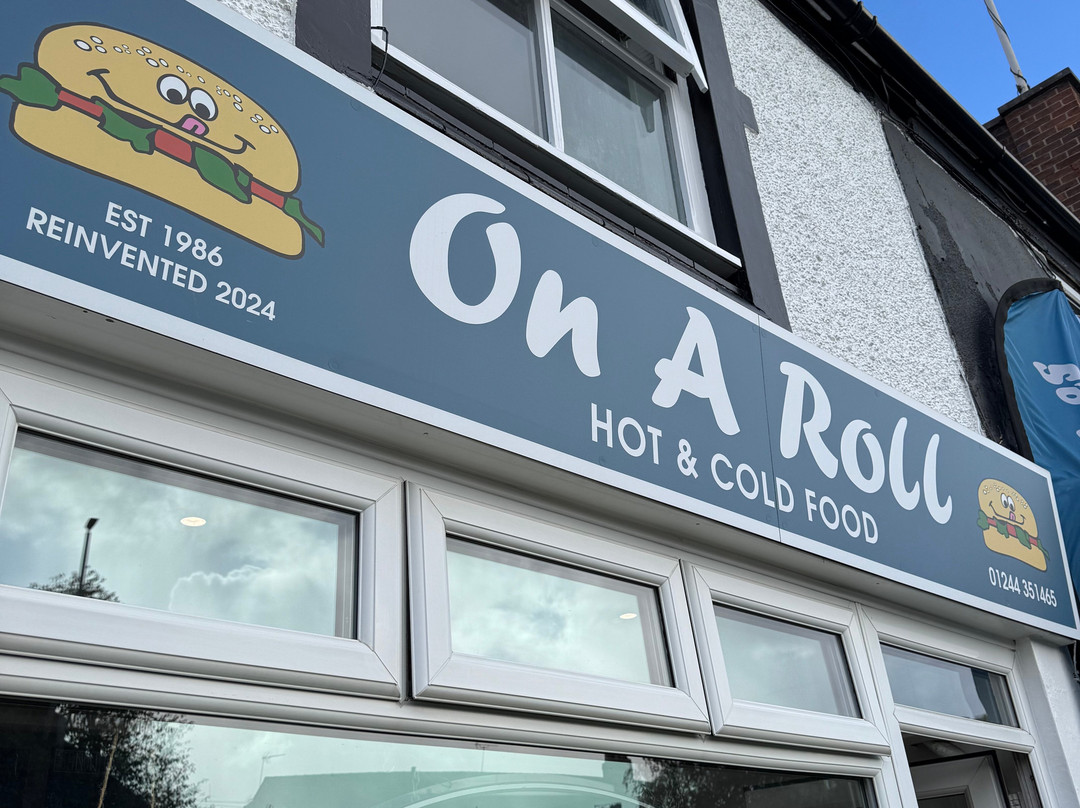 EST 1986
REINVENTED 2024
On A Roll
HOT & COLD FOOD
01244 351465